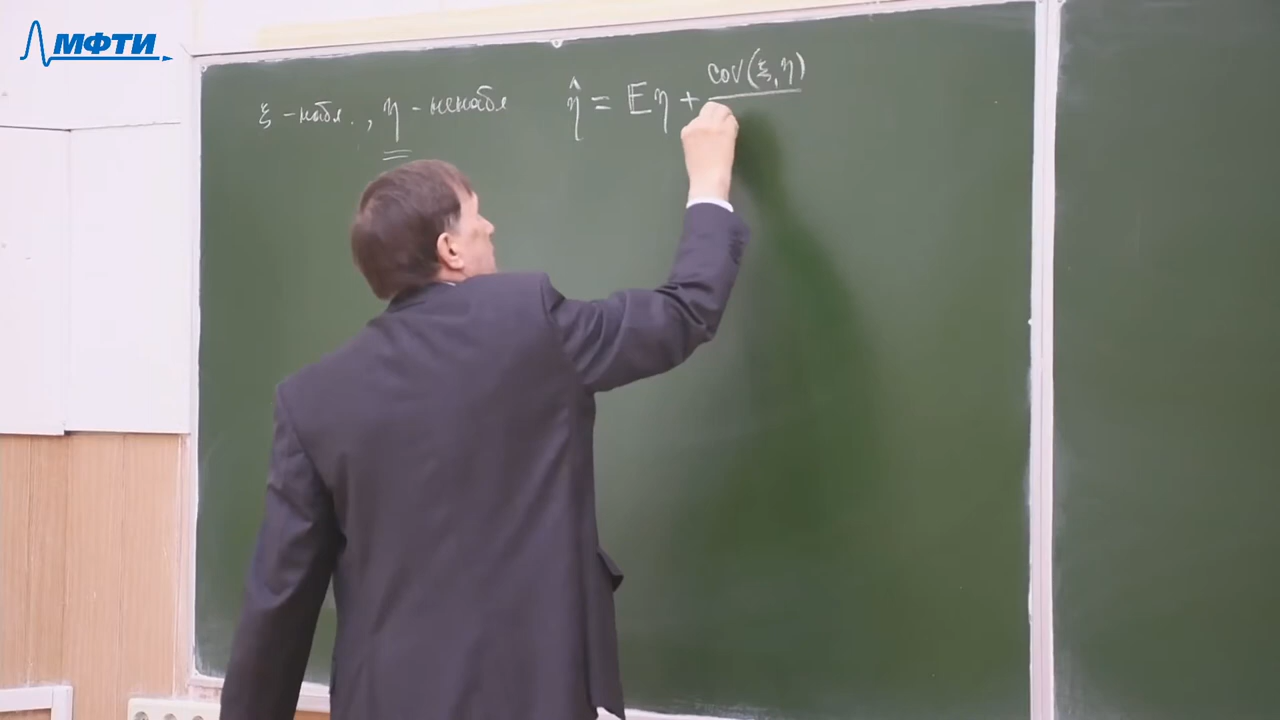 МФТИ
ξ - набл., η - ненабл η̂ = Eη + cov(ξ, η)